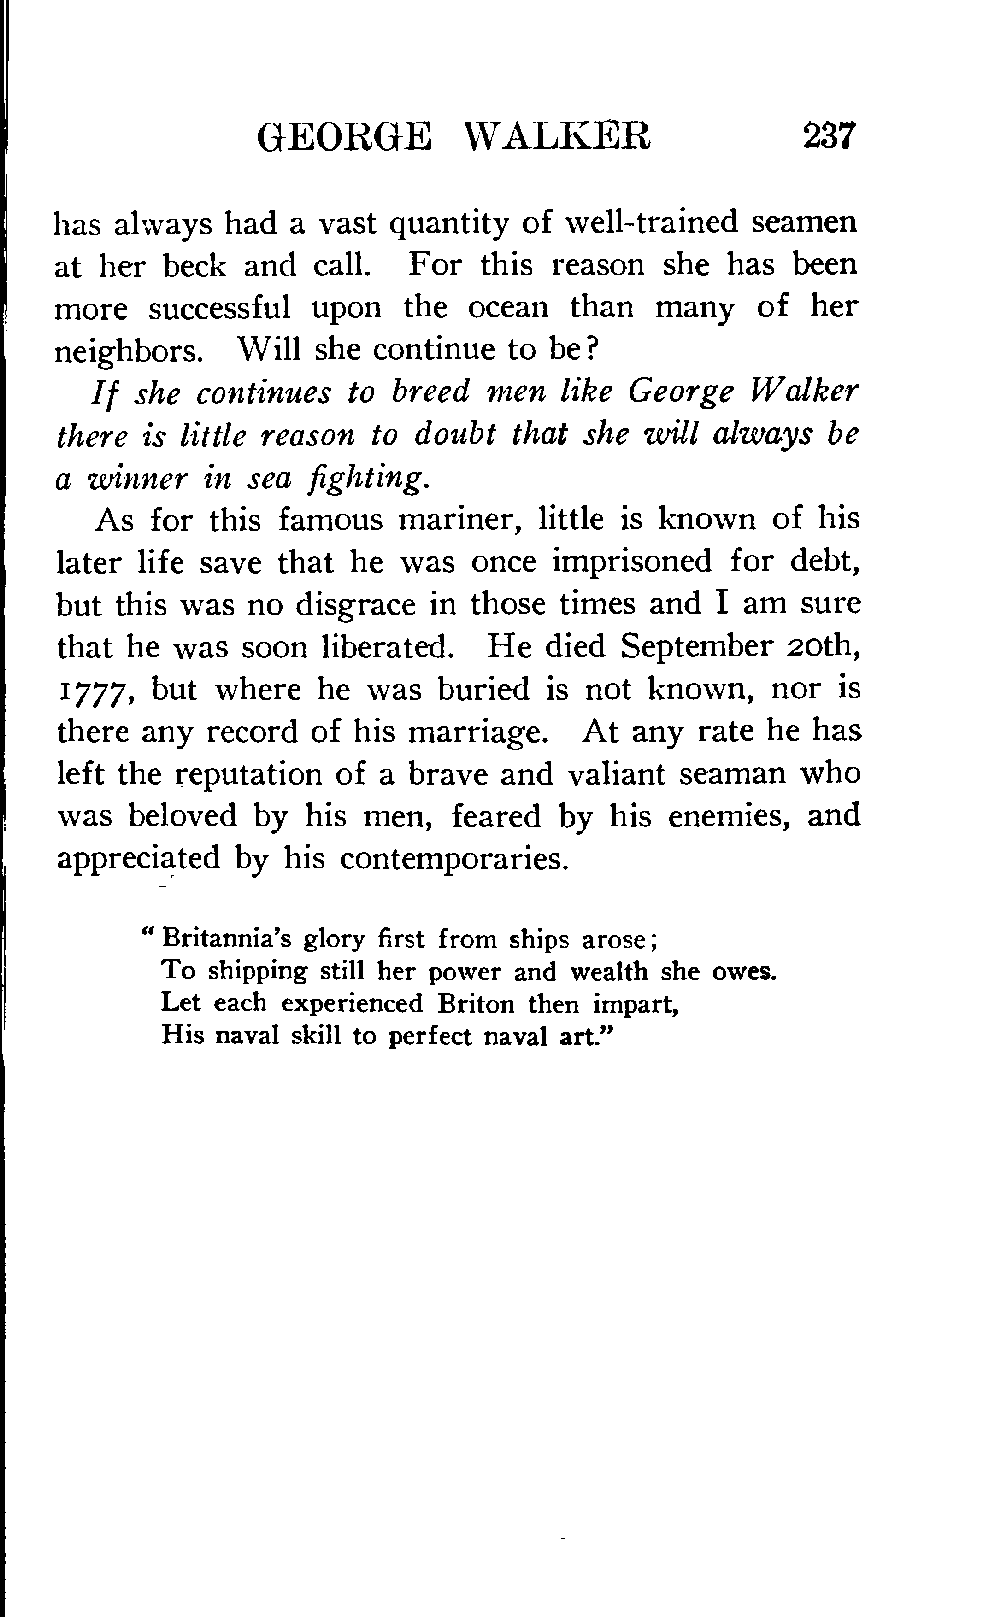 GEORGE WALKER 237
has always had a vast quantity of well-trained seamen
at her beck and call. For this reason she has been
more successful upon the ocean than many of her
neighbors. Will she continue to be?
If she continues to breed men like George Walker
there is little reason to doubt that she will always be
a winner in sea fighting.
As for this famous mariner, little is known of his
later life save that he was once imprisoned for debt,
but this was no disgrace in those times and I am sure
that he was soon liberated. He died September 20th,
1777, but where he was buried is not known, nor is
there any record of his marriage. At any rate he has
left the reputation of a brave and valiant seaman who
was beloved by his men, feared by his enemies, and
appreciated by his contemporaries.
“Britannia’s glory first from ships arose;
To shipping still her power and wealth she owes.
Let each experienced Briton then impart,
His naval skill to perfect naval art.”